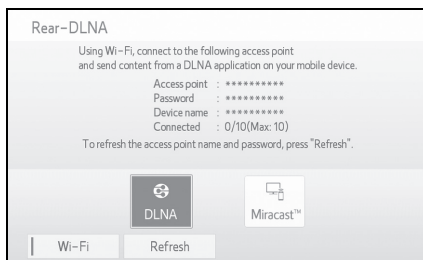 Rear-DLNA
Using Wi-Fi, connect to the following access point
and send content from a DLNA application on your mobile device.
Access point : **********
Password : **********
Device name : **********
Connected : 0/10(Max: 10)
To refresh the access point name and password, press "Refresh".
DLNA
Miracast™
Wi-Fi
Refresh